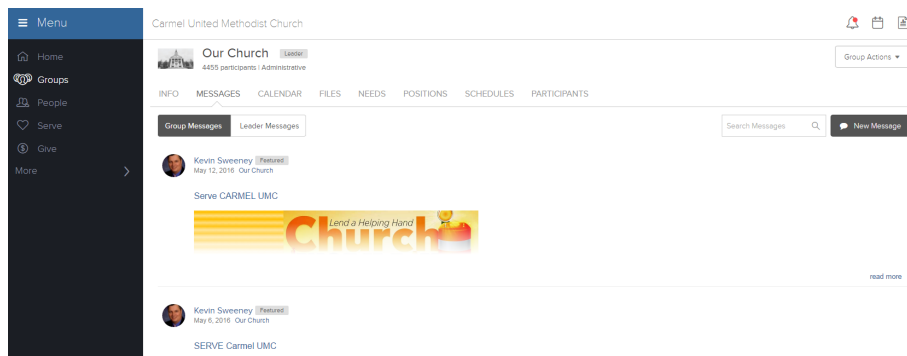 Menu
Carmel United Methodist Church
Home
Groups
People
Serve
Give
More
Our Church Leader
4455 participants | Administrative
Group Actions
INFO MESSAGES CALENDAR FILES NEEDS POSITIONS SCHEDULES PARTICIPANTS
Group Messages Leader Messages
Search Messages
New Message
Kevin Sweeney Featured
May 12, 2016 Our Church
Serve CARMEL UMC
Lend a Helping Hand
Church
read more
Kevin Sweeney Featured
May 6, 2016 Our Church
SERVE Carmel UMC